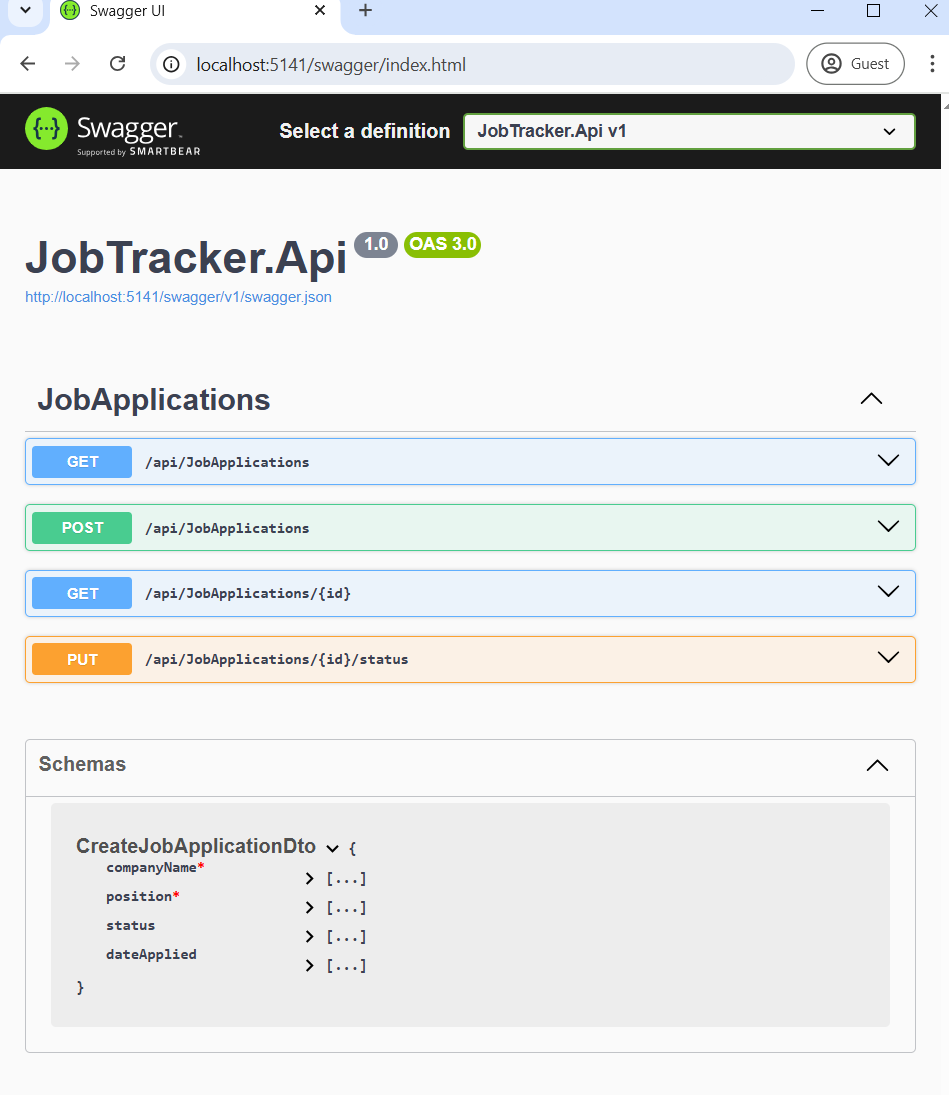 Swagger UI
localhost:5141/swagger/index.html
Guest
Swagger.
Supported by SMARTBEAR
Select a definition
JobTracker.Api v1
JobTracker.Api 1.0 OAS 3.0
http://localhost:5141/swagger/v1/swagger.json
JobApplications
GET /api/JobApplications
POST /api/JobApplications
GET /api/JobApplications/{id}
PUT /api/JobApplications/{id}/status
Schemas
CreateJobApplicationDto {
companyName* [...]
position* [...]
status [...]
dateApplied [...]
}